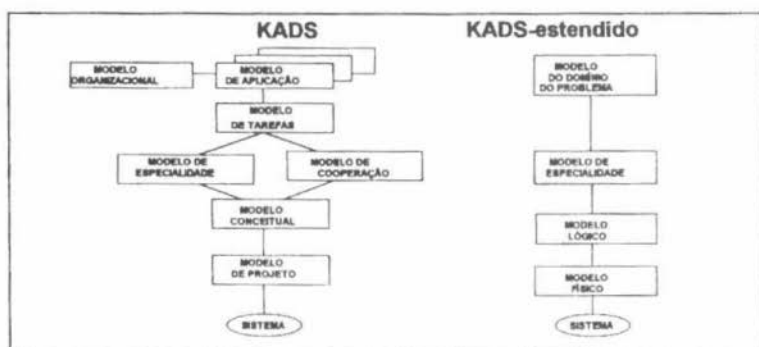 KADS
KADS-estendido
MODELO
ORGANIZACIONAL
MODELO
DE APLICAÇÃO
MODELO
DE TAREFAS
MODELO DE
ESPECIALIDADE
MODELO DE
COOPERAÇÃO
MODELO
CONCEITUAL
MODELO
DE PROJETO
SISTEMA
MODELO
DO DOMÍNIO
DO PROBLEMA
MODELO DE
ESPECIALIDADE
MODELO
LÓGICO
MODELO
FÍSICO
SISTEMA